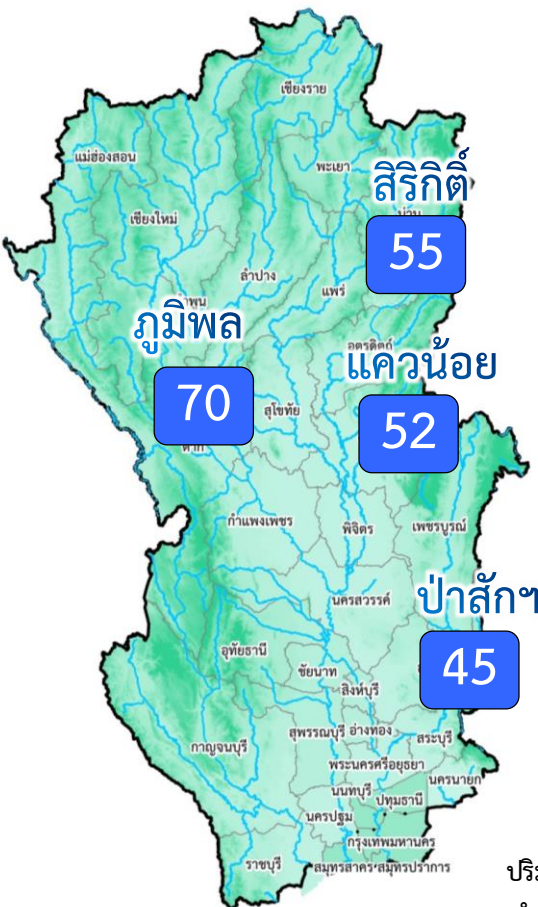 เชียงราย
แม่ฮ่องสอน
พะเยา
สิริกิติ์
น่าน
55
เชียงใหม่
ลำปาง
แพร่
ลำพูน
ภูมิพล
70
อุตรดิตถ์
แควน้อย
52
สุโขทัย
ตาก
กำแพงเพชร
พิจิตร
เพชรบูรณ์
นครสวรรค์
ป่าสักฯ
45
อุทัยธานี
ชัยนาท
สิงห์บุรี
สุพรรณบุรี
อ่างทอง
สระบุรี
กาญจนบุรี
พระนครศรีอยุธยา
นครนายก
นนทบุรี
ปทุมธานี
นครปฐม
กรุงเทพมหานคร
ราชบุรี
สมุทรสาคร
สมุทรปราการ